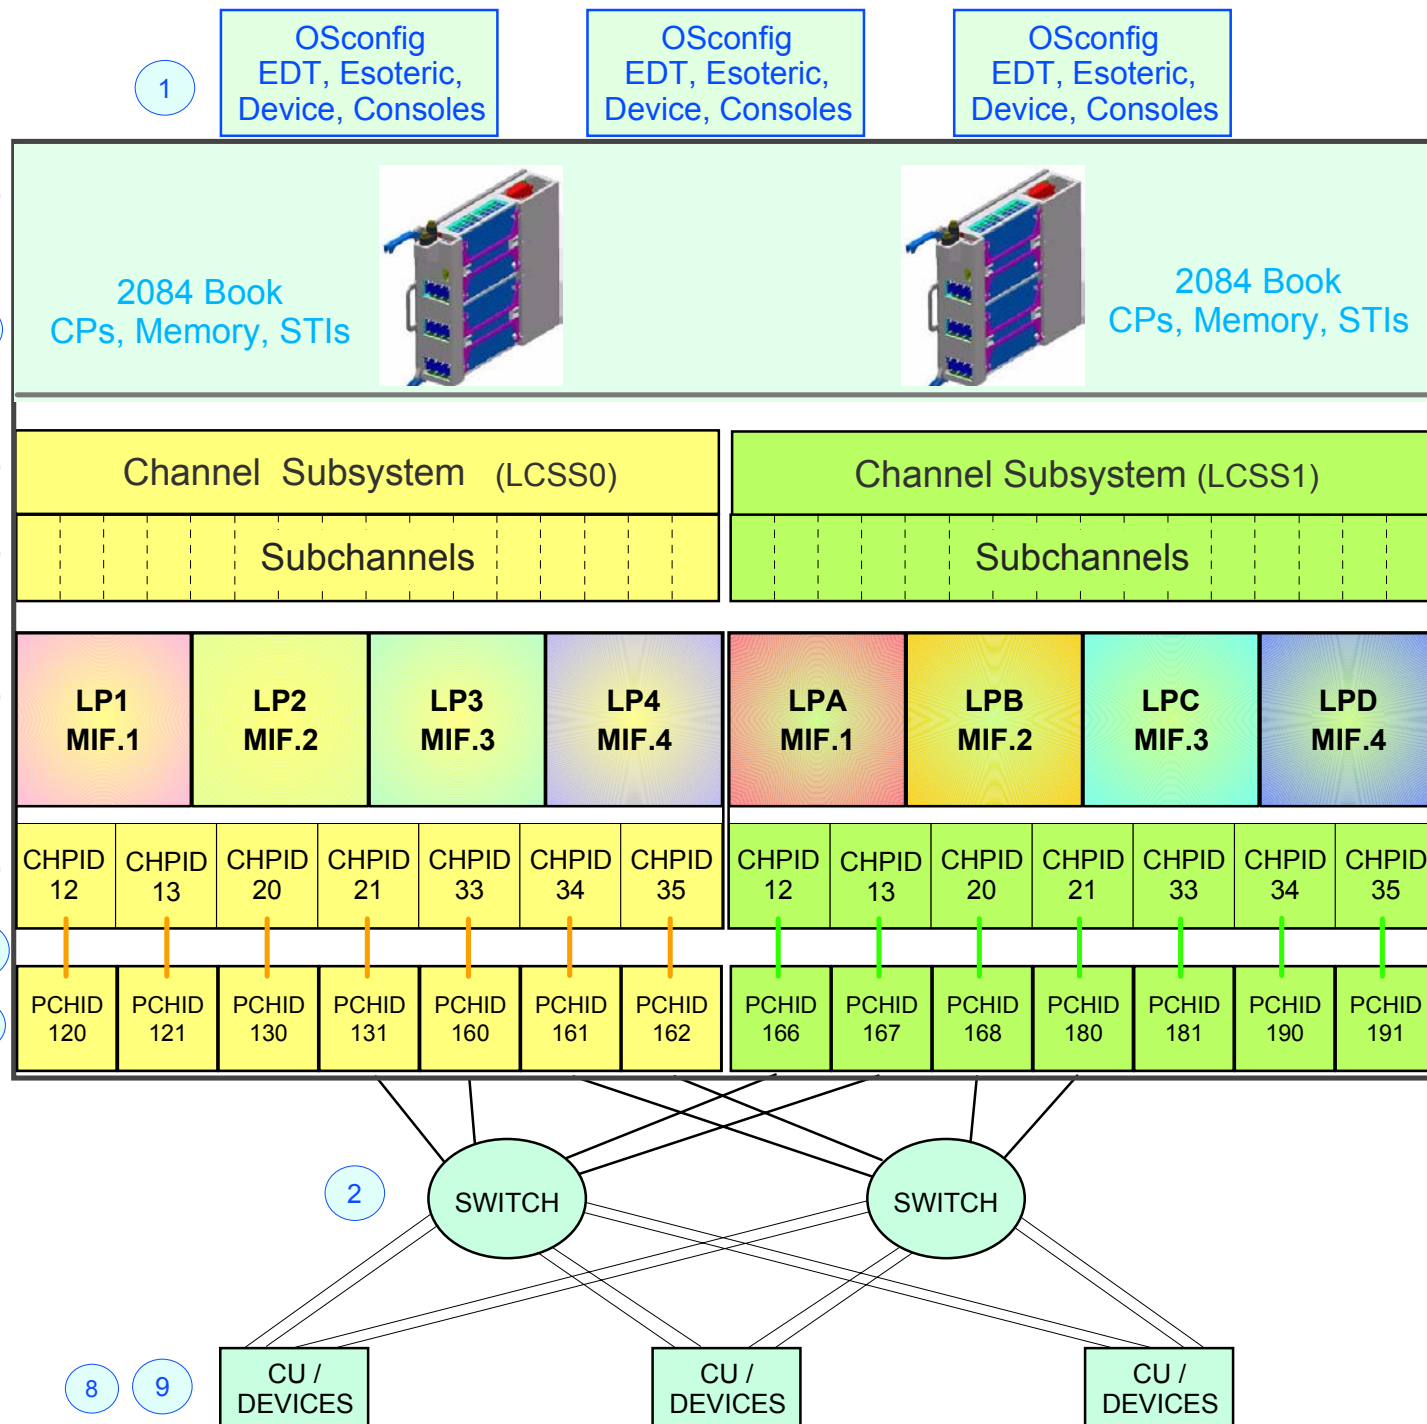 OSconfig
EDT, Esoteric,
Device, Consoles
OSconfig
EDT, Esoteric,
Device, Consoles
OSconfig
EDT, Esoteric,
Device, Consoles
1
2084 Book
CPs, Memory, STIs
2084 Book
CPs, Memory, STIs
Channel Subsystem (LCSS0)
Channel Subsystem (LCSS1)
Subchannels
Subchannels
LP1
MIF.1
LP2
MIF.2
LP3
MIF.3
LP4
MIF.4
LPA
MIF.1
LPB
MIF.2
LPC
MIF.3
LPD
MIF.4
CHPID
12
CHPID
13
CHPID
20
CHPID
21
CHPID
33
CHPID
34
CHPID
35
CHPID
12
CHPID
13
CHPID
20
CHPID
21
CHPID
33
CHPID
34
CHPID
35
PCHID
120
PCHID
121
PCHID
130
PCHID
131
PCHID
160
PCHID
161
PCHID
162
PCHID
166
PCHID
167
PCHID
168
PCHID
180
PCHID
181
PCHID
190
PCHID
191
2
SWITCH
SWITCH
8
9
CU /
DEVICES
CU /
DEVICES
CU /
DEVICES